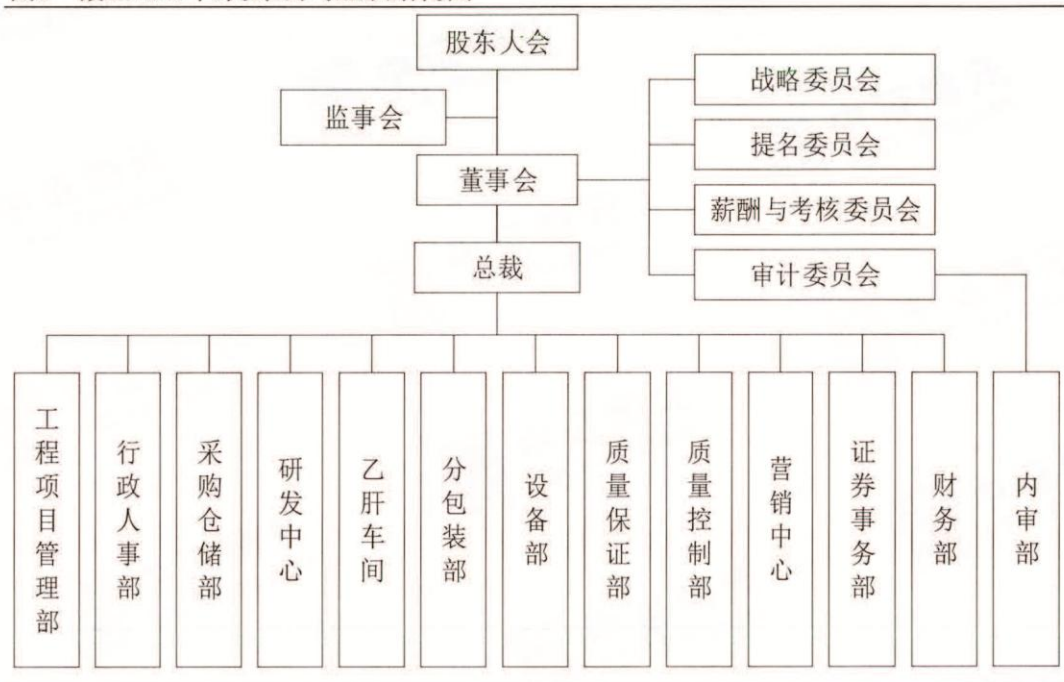 股东大会
监事会
战略委员会
提名委员会
董事会
薪酬与考核委员会
总裁
审计委员会
工程项目管理部
行政人事部
采购仓储部
研发中心
乙肝车间
分包装部
设备部
质量保证部
质量控制部
营销中心
证券事务部
财务部
内审部